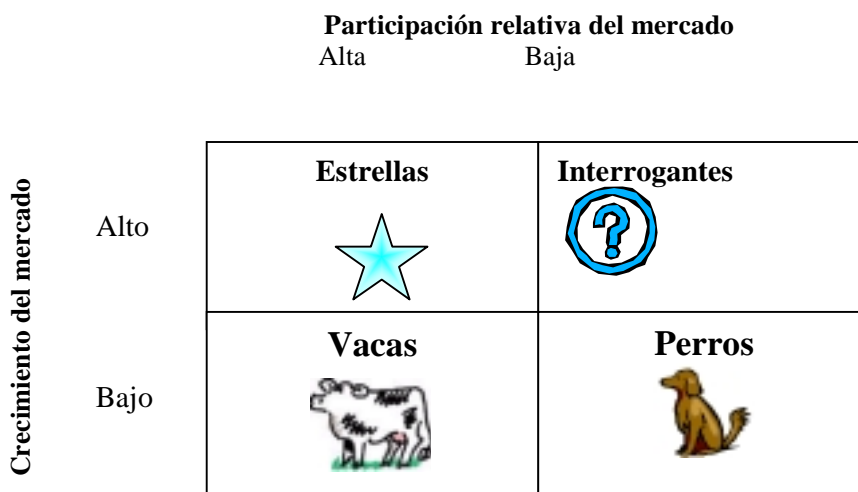 Participación relativa del mercado
Alta Baja
Crecimiento del mercado
Alto
Estrellas
Interrogantes
?
Bajo
Vacas
Perros